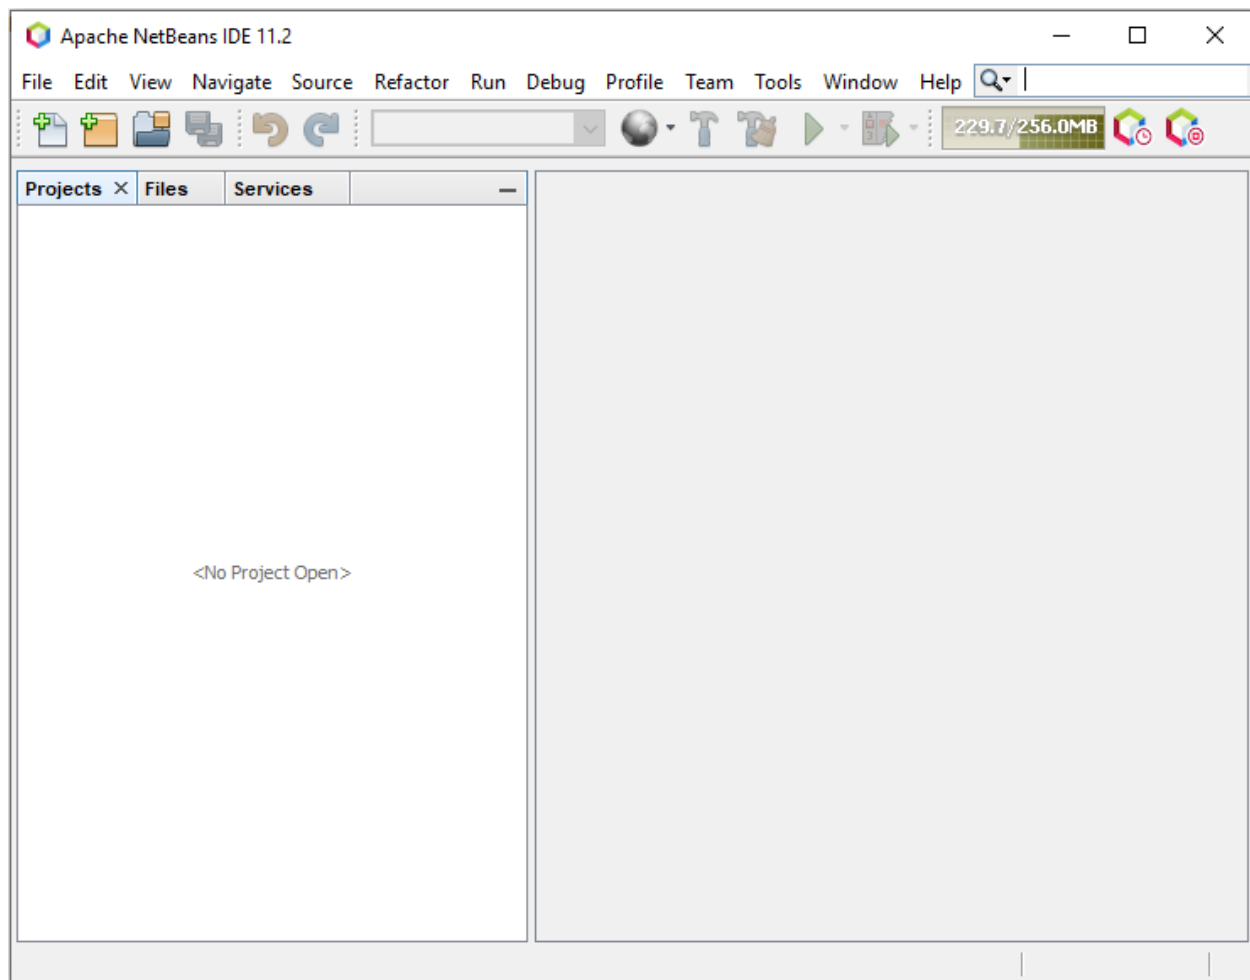 Apache NetBeans IDE 11.2
File Edit View Navigate Source Refactor Run Debug Profile Team Tools Window Help
229.7/256.0MB
Projects Files Services
<No Project Open>